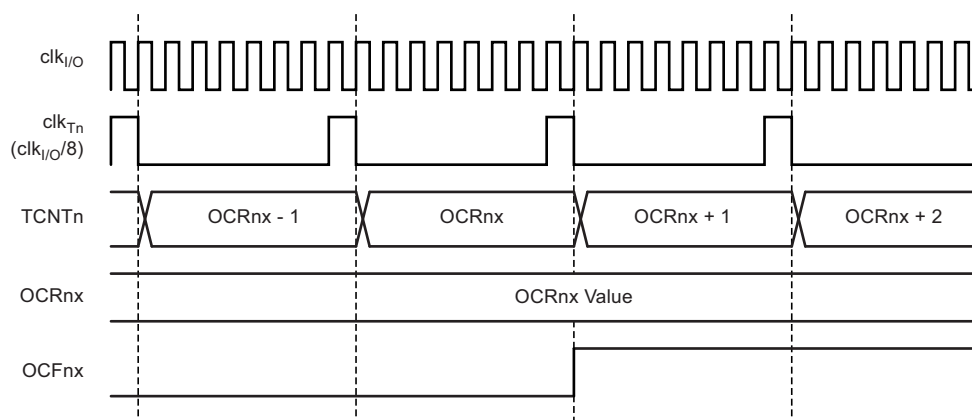 clkI/O
clkTn
(clkI/O/8)
TCNTn
OCRnx - 1
OCRnx
OCRnx + 1
OCRnx + 2
OCRnx
OCRnx Value
OCFnx